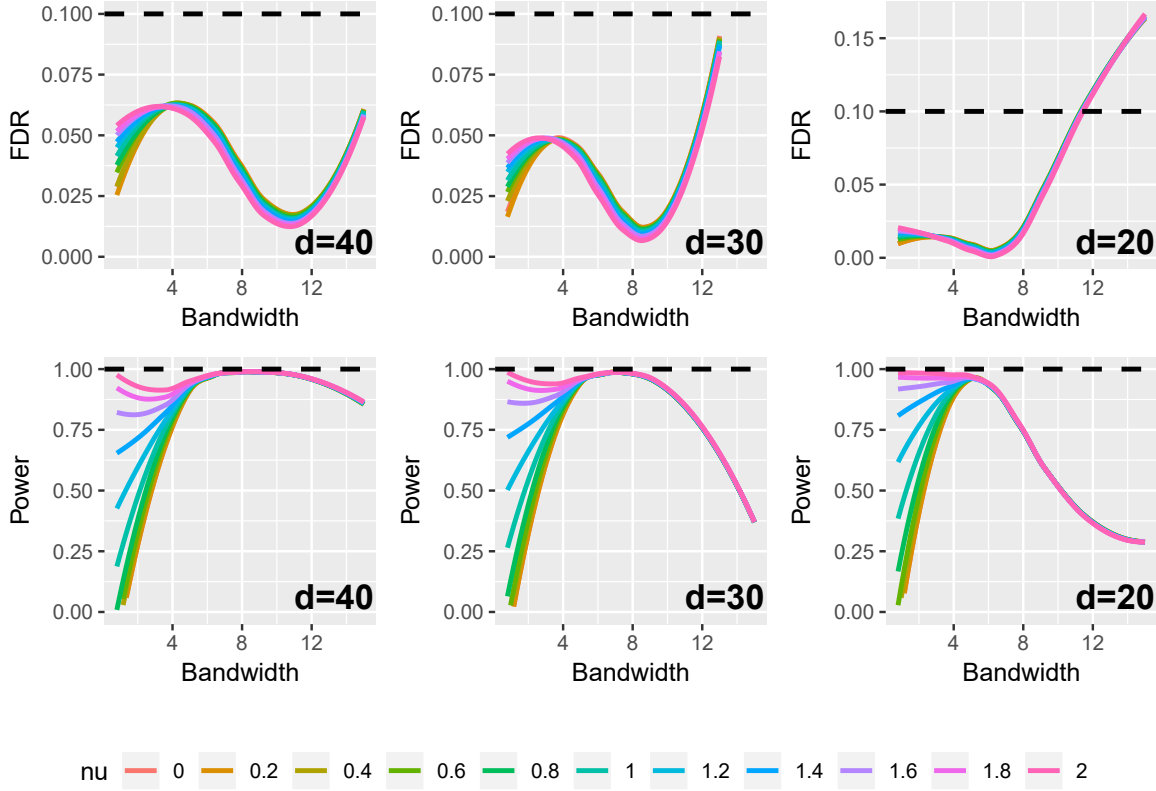 0.100
0.075
0.050
0.025
0.000
FDR
d=40
4 8 12
Bandwidth
0.100
0.075
0.050
0.025
0.000
FDR
d=30
4 8 12
Bandwidth
0.15
0.10
0.05
0.00
FDR
d=20
4 8 12
Bandwidth
1.00
0.75
0.50
0.25
0.00
Power
d=40
4 8 12
Bandwidth
1.00
0.75
0.50
0.25
0.00
Power
d=30
4 8 12
Bandwidth
1.00
0.75
0.50
0.25
0.00
Power
d=20
4 8 12
Bandwidth
nu 0 0.2 0.4 0.6 0.8 1 1.2 1.4 1.6 1.8 2